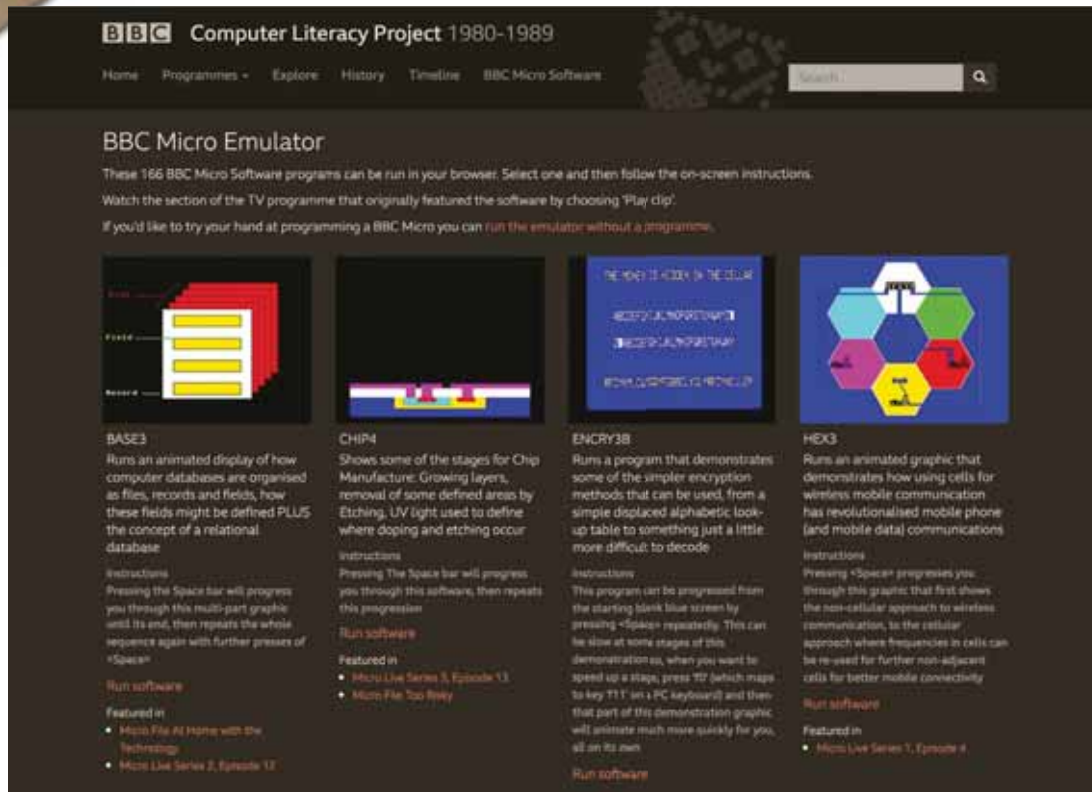 BBC Computer Literacy Project 1980-1989
Home Programmes Explore History Timeline BBC Micro Software
Search
BBC Micro Emulator
These 166 BBC Micro Software programs can be run in your browser. Select one and then follow the on-screen instructions.
Watch the section of the TV programme that originally featured the software by choosing 'Play clip'.
If you'd like to try your hand at programming a BBC Micro you can run the emulator without a programme.
Field
Record
BASE3
Runs an animated display of how
computer databases are organised
as files, records and fields, how
these fields might be defined PLUS
the concept of a relational
database
Instructions
Pressing the Space bar will progress
you through this multi-part graphic
until its end, then repeats the whole
sequence again with further presses of
<Space>
Run software
Featured in
Micro File At Home with the
Technology
Micro Live Series 2, Episode 12
CHIP4
Shows some of the stages for Chip
Manufacture: Growing layers,
removal of some defined areas by
Etching, UV light used to define
where doping and etching occur
Instructions
Pressing The Space bar will progress
you through this software, then repeats
this progression
Run software
Featured in
Micro Live Series 3, Episode 13
Micro File Too Risky
THE MONEY IS HIDDEN IN THE CELLAR
ENCRY3B
Runs a program that demonstrates
some of the simpler encryption
methods that can be used, from a
simple displaced alphabetic look-
up table to something just a little
more difficult to decode
Instructions
This program can be progressed from
the starting blank blue screen by
pressing <Space> repeatedly. This can
be slow at some stages of this
demonstration so, when you want to
speed up a stage, press 'f0' (which maps
to key 'F11' on a PC keyboard) and then
that part of this demonstration graphic
will animate much more quickly for you,
all on its own
Run software
HEX3
Runs an animated graphic that
demonstrates how using cells for
wireless mobile communication
has revolutionalised mobile phone
(and mobile data) communications
Instructions
Pressing <Space> progresses you
through this graphic that first shows
the non-cellular approach to wireless
communication, to the cellular
approach where frequencies in cells can
be re-used for further non-adjacent
cells for better mobile connectivity
Run software
Featured in
Micro Live Series 1, Episode 4